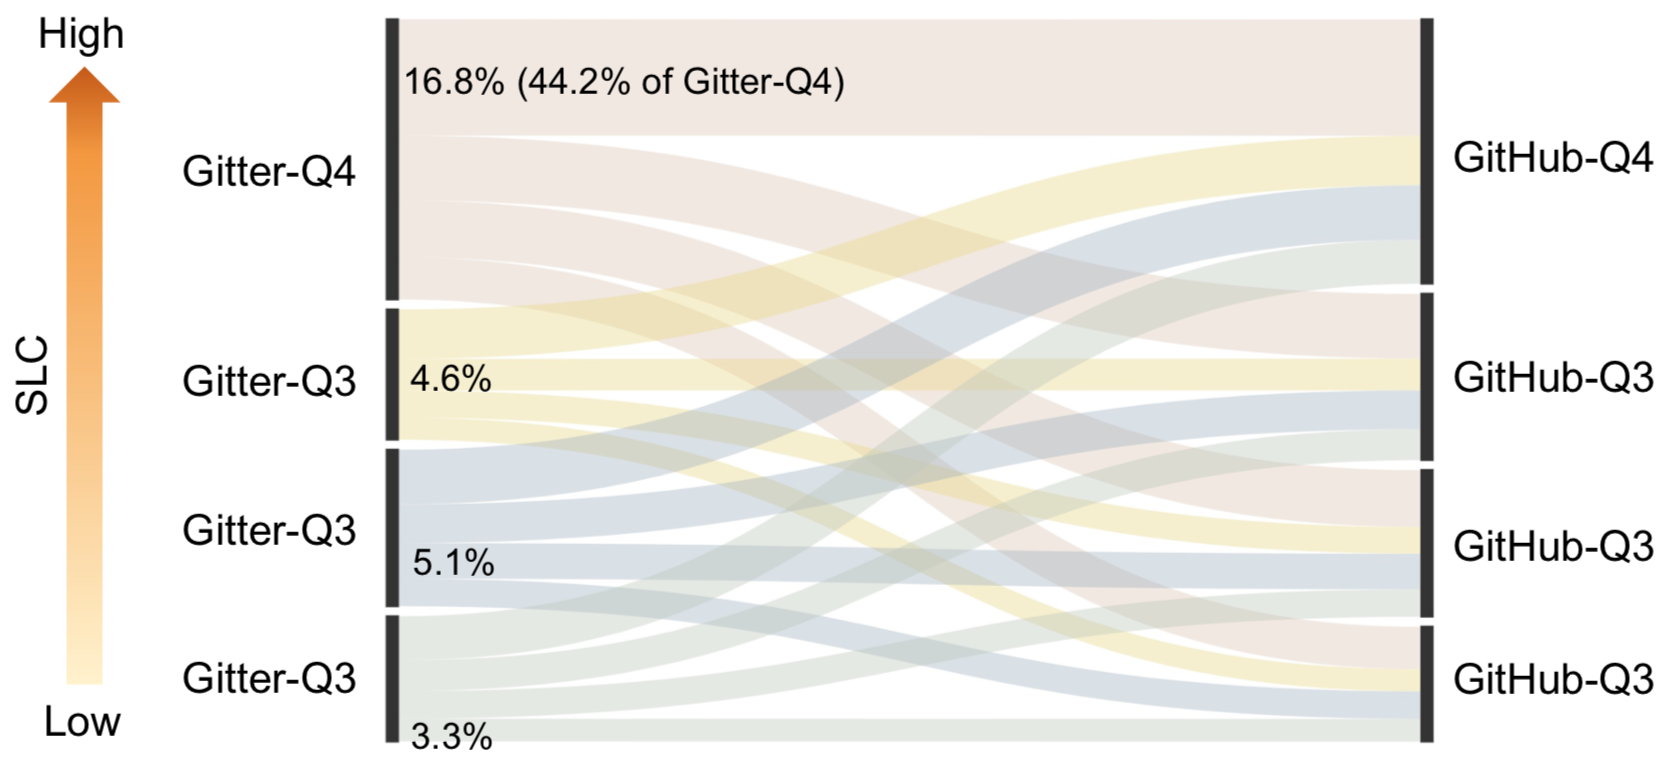 High
SLC
Low
Gitter-Q4
Gitter-Q3
Gitter-Q3
Gitter-Q3
16.8% (44.2% of Gitter-Q4)
4.6%
5.1%
3.3%
GitHub-Q4
GitHub-Q3
GitHub-Q3
GitHub-Q3